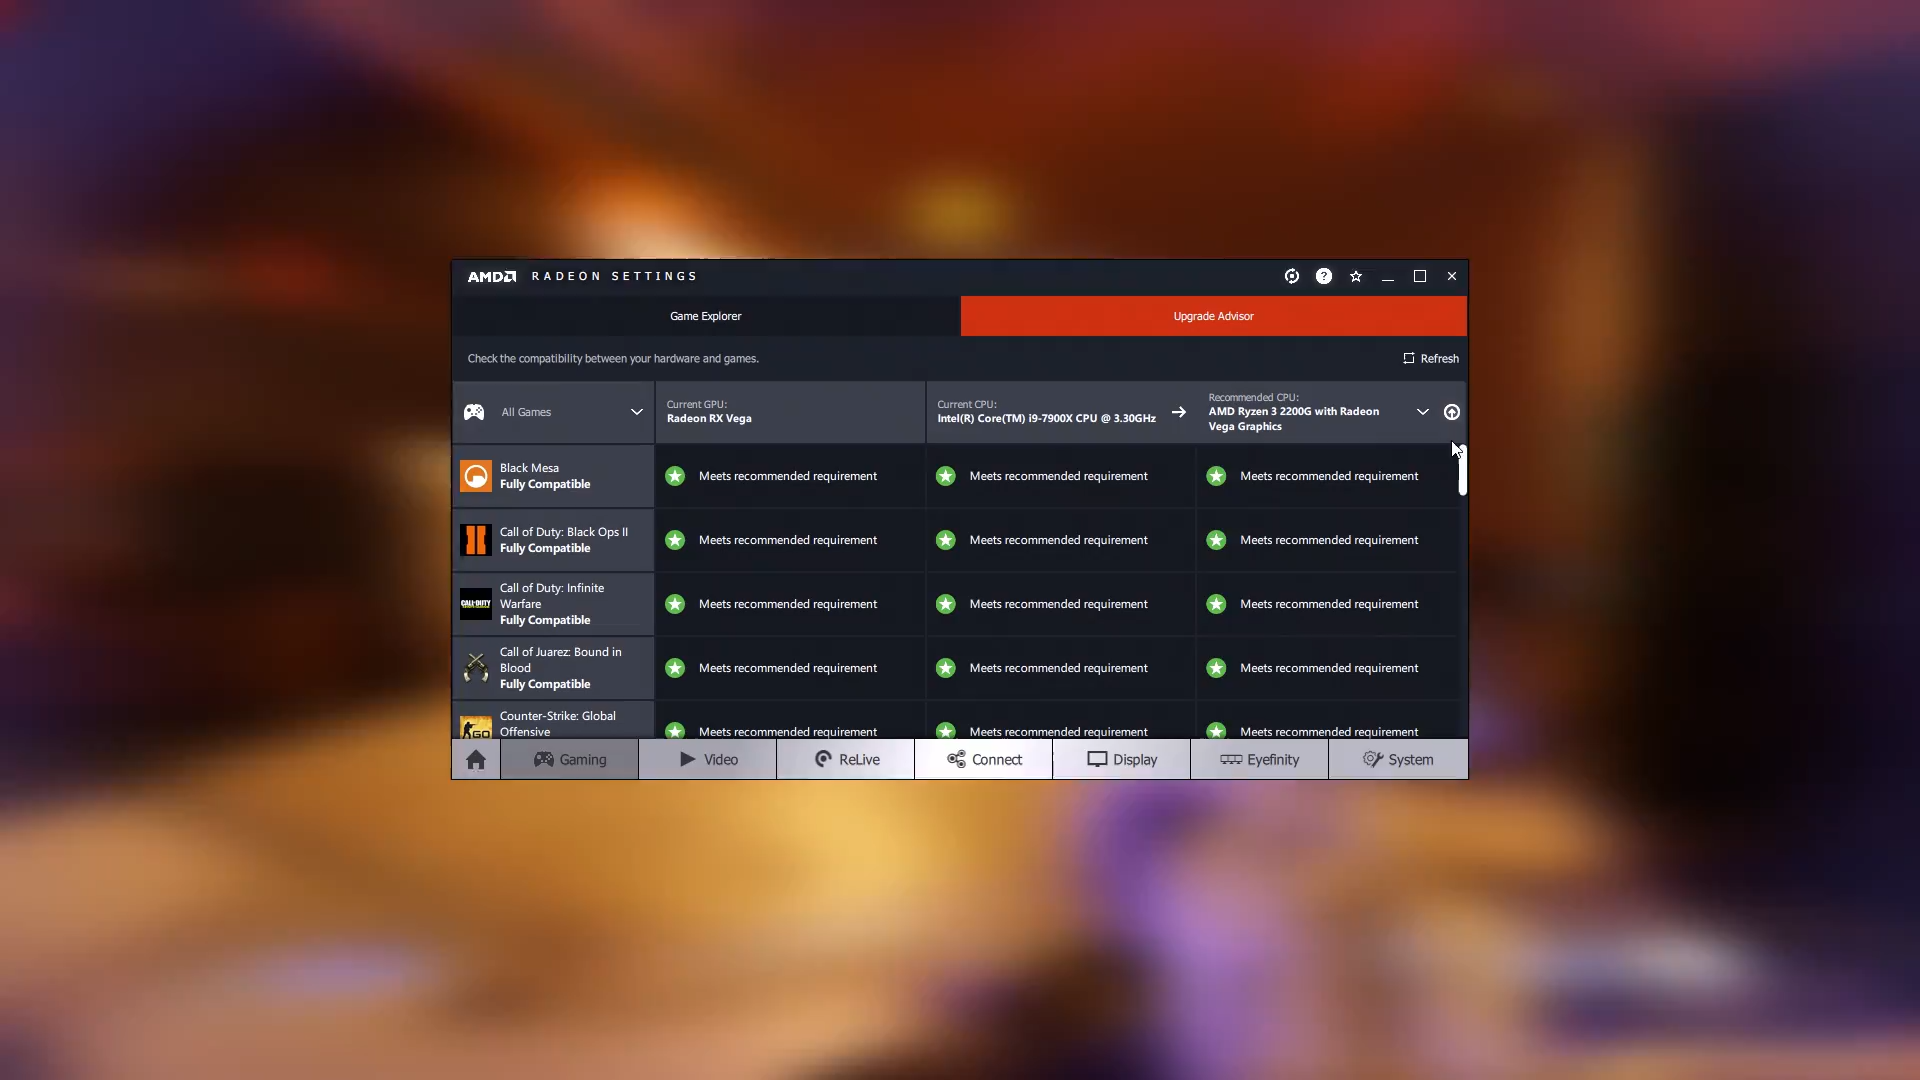 AMD RADEON SETTINGS
Game Explorer
Upgrade Advisor
Check the compatibility between your hardware and games.
Refresh
All Games
Current GPU:
Radeon RX Vega
Current CPU:
Intel(R) Core(TM) i9-7900X CPU @ 3.30GHz
Recommended CPU:
AMD Ryzen 3 2200G with Radeon
Vega Graphics
Black Mesa
Fully Compatible
Meets recommended requirement
Meets recommended requirement
Meets recommended requirement
Call of Duty: Black Ops II
Fully Compatible
Meets recommended requirement
Meets recommended requirement
Meets recommended requirement
CALL OF DUTY
Call of Duty: Infinite
Warfare
Fully Compatible
Meets recommended requirement
Meets recommended requirement
Meets recommended requirement
Call of Juarez: Bound in
Blood
Fully Compatible
Meets recommended requirement
Meets recommended requirement
Meets recommended requirement
GO
Counter-Strike: Global
Offensive
Meets recommended requirement
Meets recommended requirement
Meets recommended requirement
Gaming
Video
ReLive
Connect
Display
Eyefinity
System